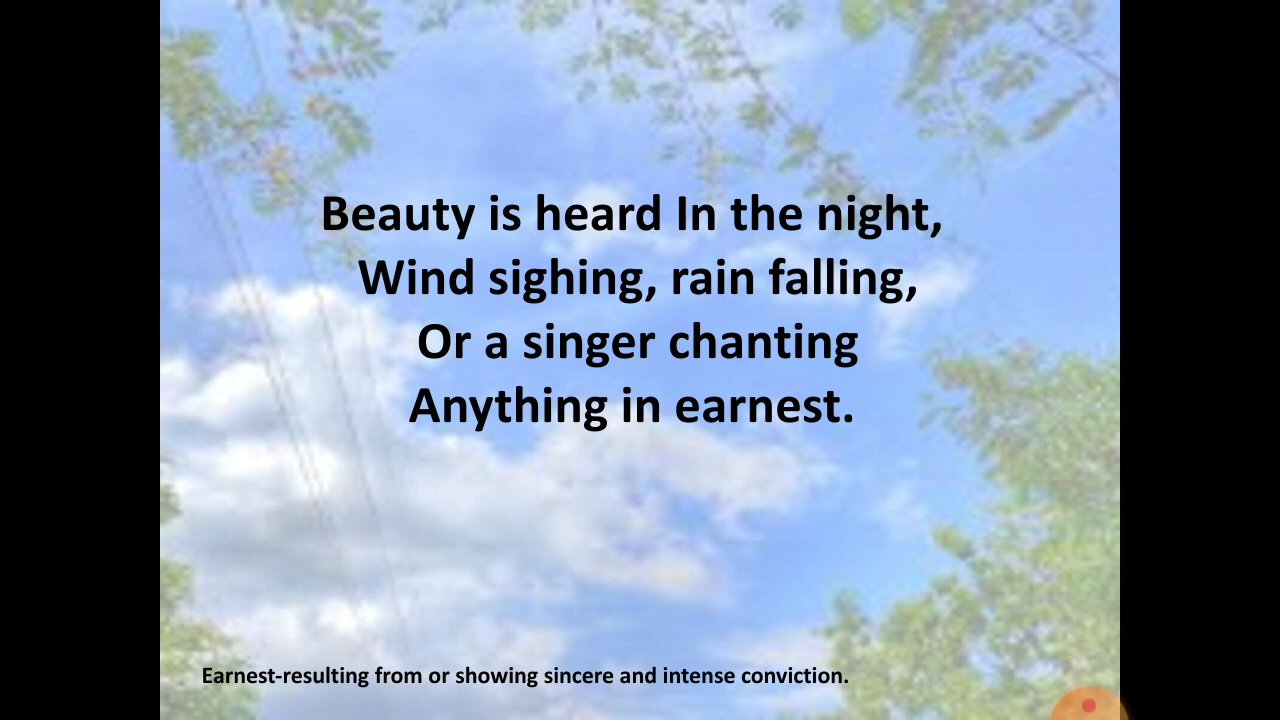 Beauty is heard In the night,
Wind sighing, rain falling,
Or a singer chanting
Anything in earnest.
Earnest-resulting from or showing sincere and intense conviction.